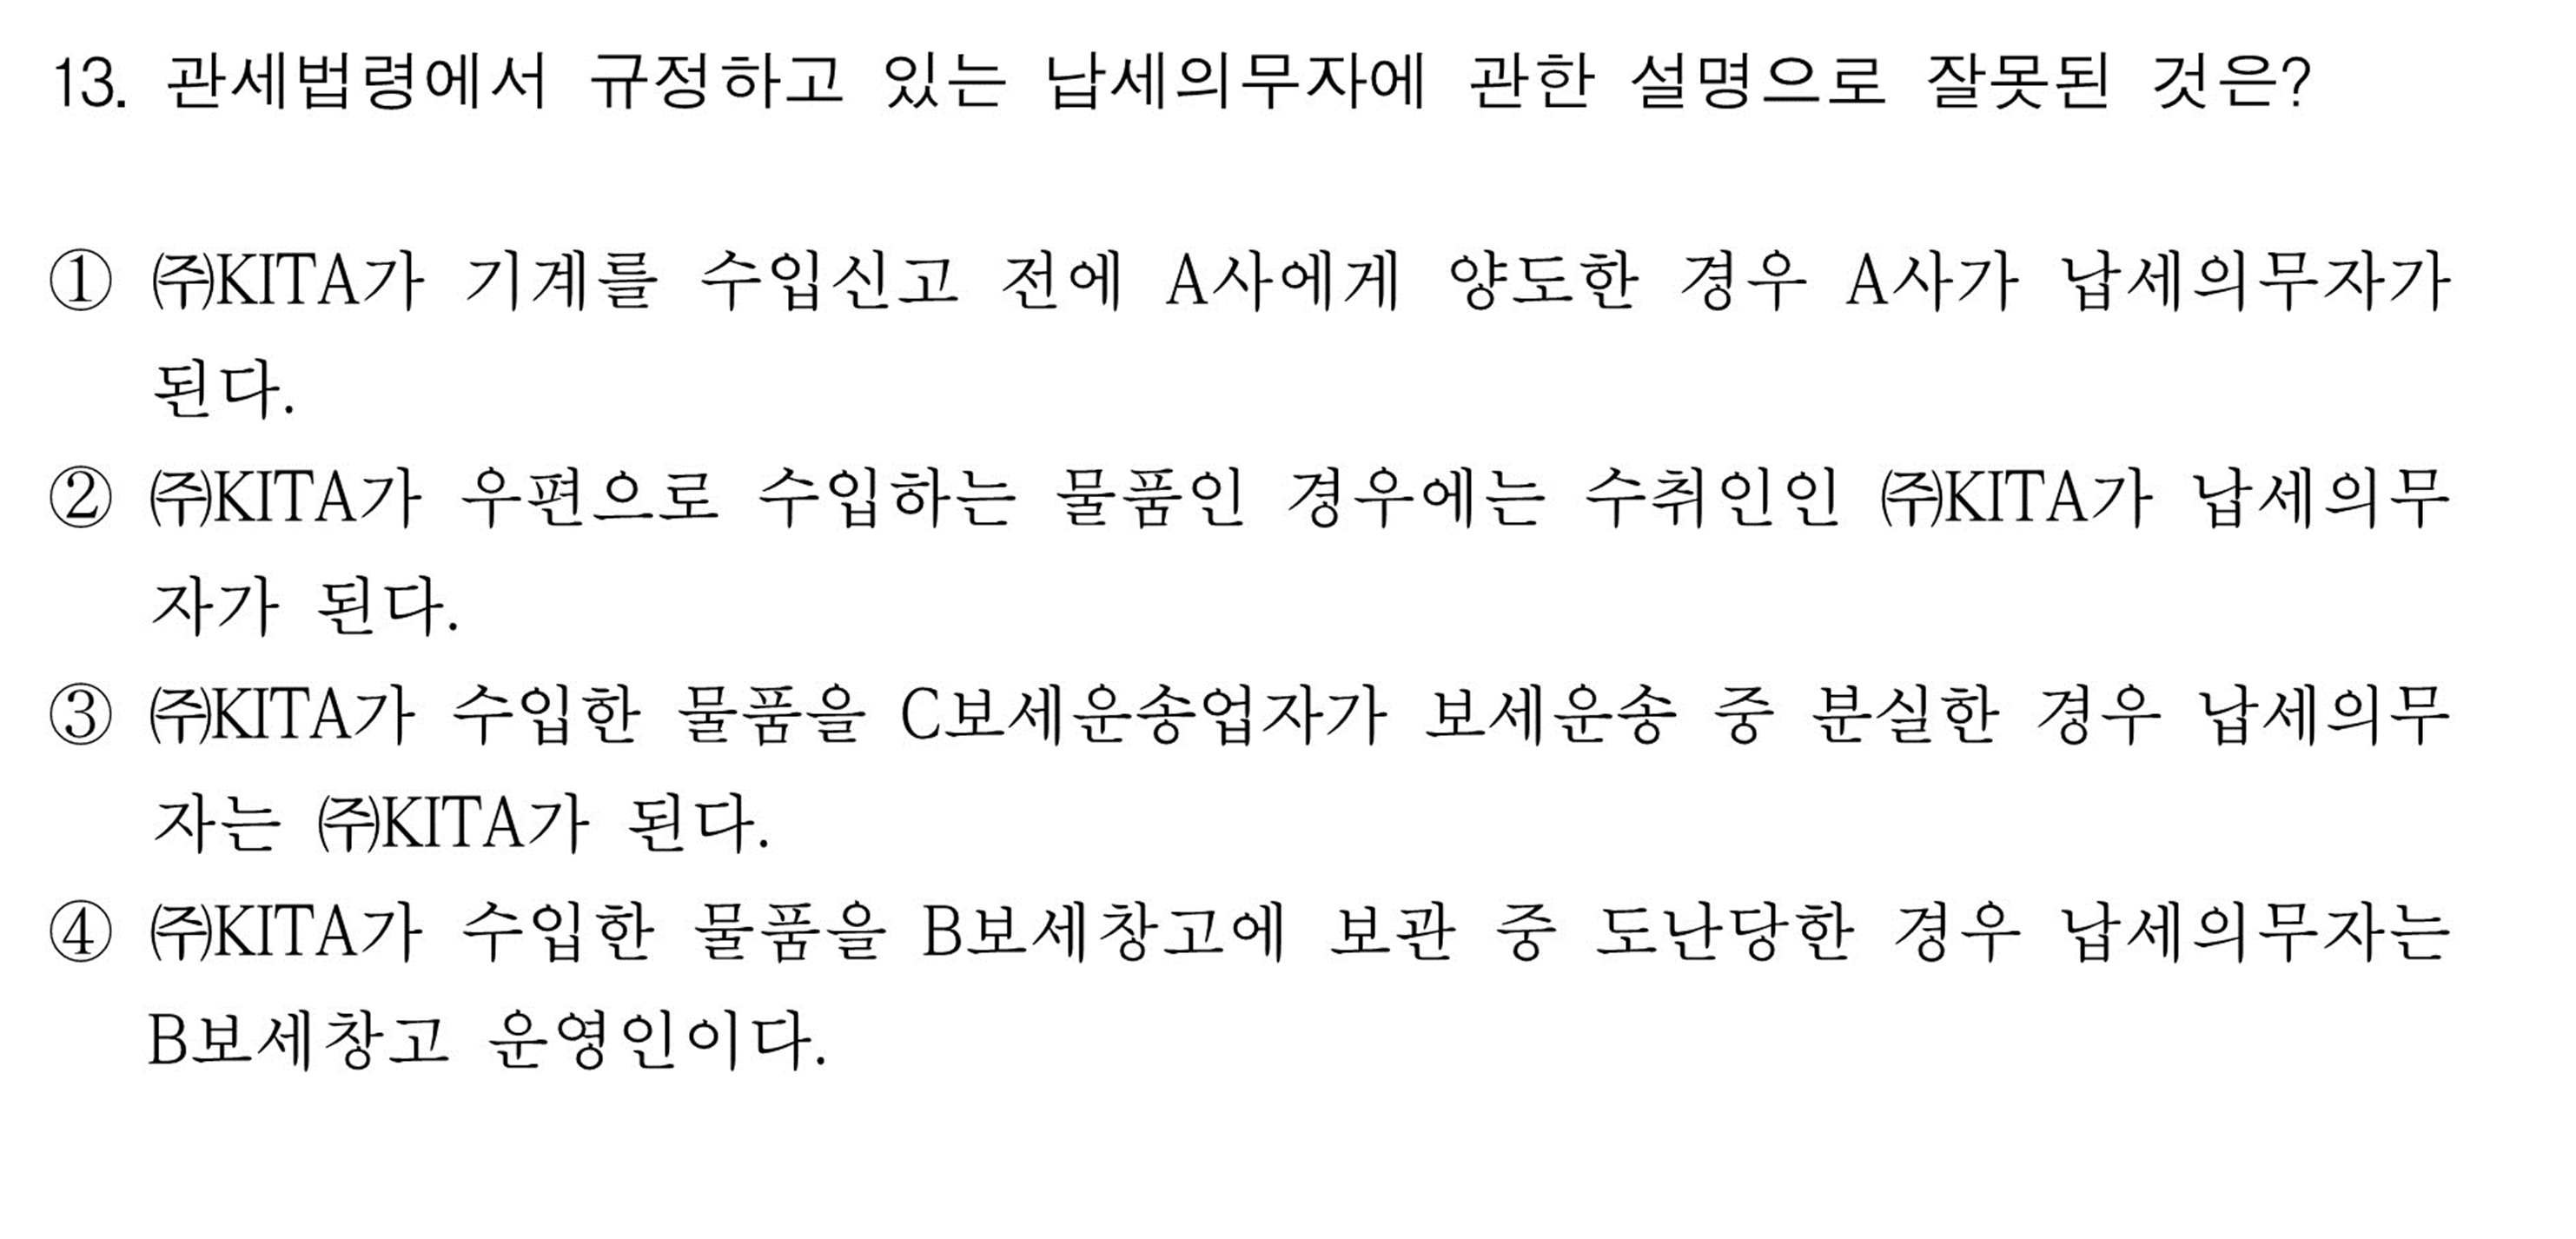 13. 관세법령에서 규정하고 있는 납세의무자에 관한 설명으로 잘못된 것은?
① ㈜KITA가 기계를 수입신고 전에 A사에게 양도한 경우 A사가 납세의무자가
된다.
② ㈜KITA가 우편으로 수입하는 물품인 경우에는 수취인인 ㈜KITA가 납세의무
자가 된다.
③ ㈜KITA가 수입한 물품을 C보세운송업자가 보세운송 중 분실한 경우 납세의무
자는 ㈜KITA가 된다.
④ ㈜KITA가 수입한 물품을 B보세창고에 보관 중 도난당한 경우 납세의무자는
B보세창고 운영인이다.